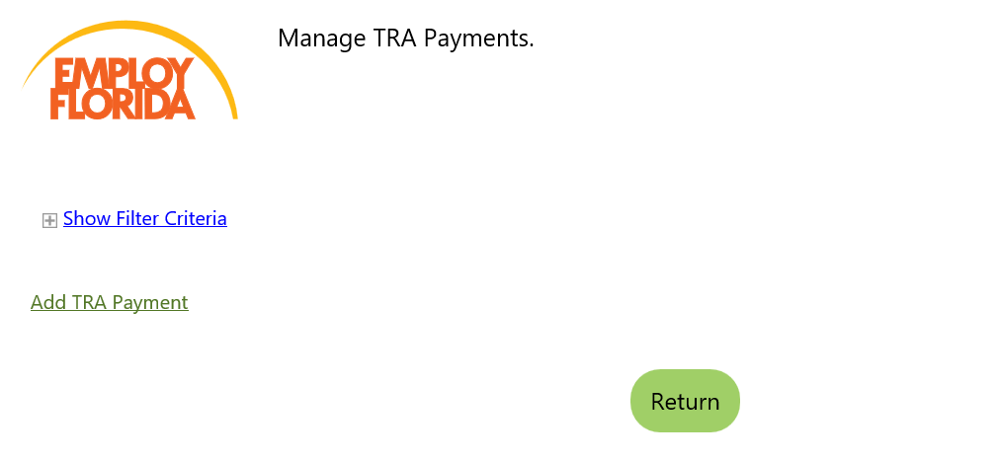 Manage TRA Payments.
EMPLOY
FLORIDA
Show Filter Criteria
Add TRA Payment
Return